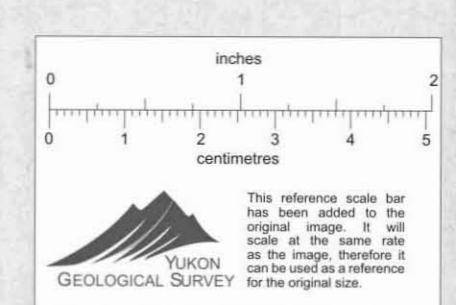 inches
0 1 2
0 1 2 3 4 5
centimetres
This reference scale bar
has been added to the
original image. It will
scale at the same rate
as the image, therefore it
can be used as a reference
for the original size.
YUKON
GEOLOGICAL SURVEY